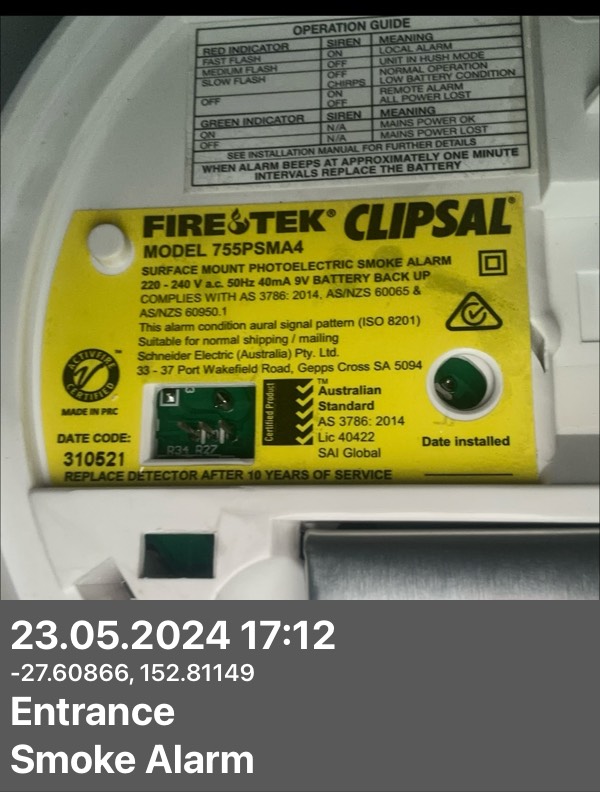 OPERATION GUIDE
RED INDICATOR SIREN MEANING
FAST FLASH ON LOCAL ALARM
MEDIUM FLASH OFF UNIT IN HUSH MODE
SLOW FLASH OFF NORMAL OPERATION
CHIRPS LOW BATTERY CONDITION
OFF ON REMOTE ALARM
OFF ALL POWER LOST
GREEN INDICATOR SIREN MEANING
ON N/A MAINS POWER OK
OFF N/A MAINS POWER LOST
SEE INSTALLATION MANUAL FOR FURTHER DETAILS
WHEN ALARM BEEPS AT APPROXIMATELY ONE MINUTE
INTERVALS REPLACE THE BATTERY
FIRETEK® CLIPSAL®
MODEL 755PSMA4
SURFACE MOUNT PHOTOELECTRIC SMOKE ALARM
220 - 240 V a.c. 50Hz 40mA 9V BATTERY BACK UP
COMPLIES WITH AS 3786: 2014, AS/NZS 60065 &
AS/NZS 60950.1
This alarm condition aural signal pattern (ISO 8201)
Suitable for normal shipping / mailing
Schneider Electric (Australia) Pty. Ltd.
33 - 37 Port Wakefield Road, Gepps Cross SA 5094
ACTIVFIRE CERTIFIED ™
MADE IN PRC
DATE CODE:
310521
R31 R27
Certified Product
™
Australian
Standard
AS 3786: 2014
Lic 40422
SAI Global
Date installed
REPLACE DETECTOR AFTER 10 YEARS OF SERVICE
23.05.2024 17:12
-27.60866, 152.81149
Entrance
Smoke Alarm